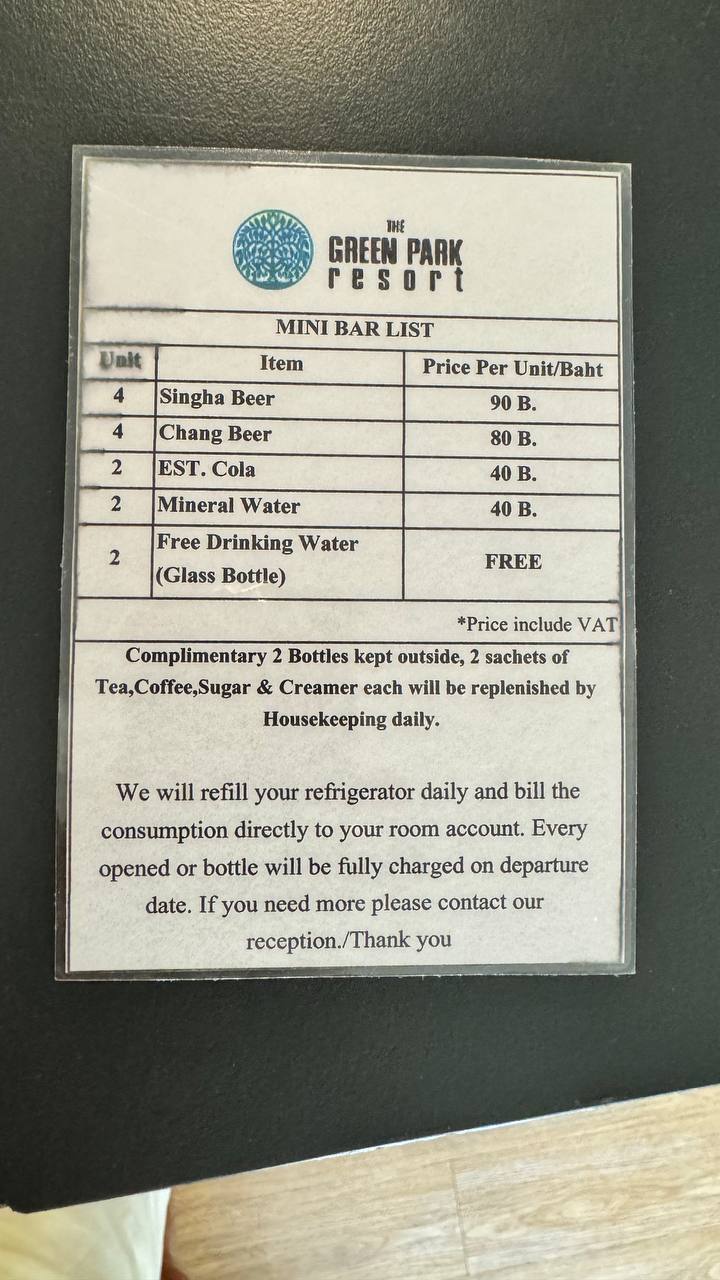 THE
GREEN PARK
resort
MINI BAR LIST
Unit Item Price Per Unit/Baht
4 Singha Beer 90 B.
4 Chang Beer 80 B.
2 EST. Cola 40 B.
2 Mineral Water 40 B.
2 Free Drinking Water
(Glass Bottle) FREE
*Price include VAT
Complimentary 2 Bottles kept outside, 2 sachets of
Tea,Coffee,Sugar & Creamer each will be replenished by
Housekeeping daily.
We will refill your refrigerator daily and bill the
consumption directly to your room account. Every
opened or bottle will be fully charged on departure
date. If you need more please contact our
reception./Thank you